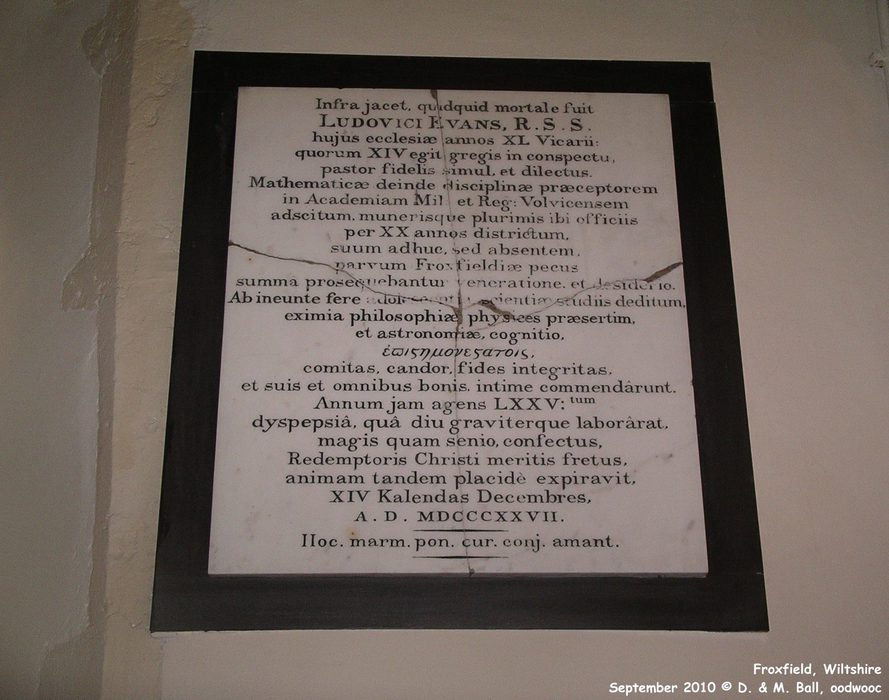 Infra jacet, quidquid mortale fuit
LUDOVICI EVANS, R. S. S.
hujus ecclesiæ annos XL Vicarii:
quorum XIV egit gregis in conspectu,
pastor fidelis simul, et dilectus.
Mathematicæ deinde disciplinæ præceptorem
in Academiam Mil. et Reg: Volvicensem
adscitum, munerisque plurimis ibi officiis
per XX annos districtum,
suum adhuc, sed absentem,
parvum Froxfieldiæ pecus
summa prosequebantur veneratione, et desiderio.
Ab ineunte fere adolescentia scientiæ studiis deditum,
eximia philosophiæ physices præsertim,
et astronomiæ, cognitio,
ἐϖιϛημονεϛατοις,
comitas, candor, fides integritas,
et suis et omnibus bonis, intime commendârunt.
Annum jam agens LXXV: tum
dyspepsiâ, quâ diu graviterque laborârat,
magis quam senio, confectus,
Redemptoris Christi meritis fretus,
animam tandem placidè expiravit,
XIV Kalendas Decembres,
A. D. MDCCCXXVII.
Hoc. marm. pon. cur. conj. amant.
Froxfield, Wiltshire
September 2010 © D. & M. Ball, oodwooc